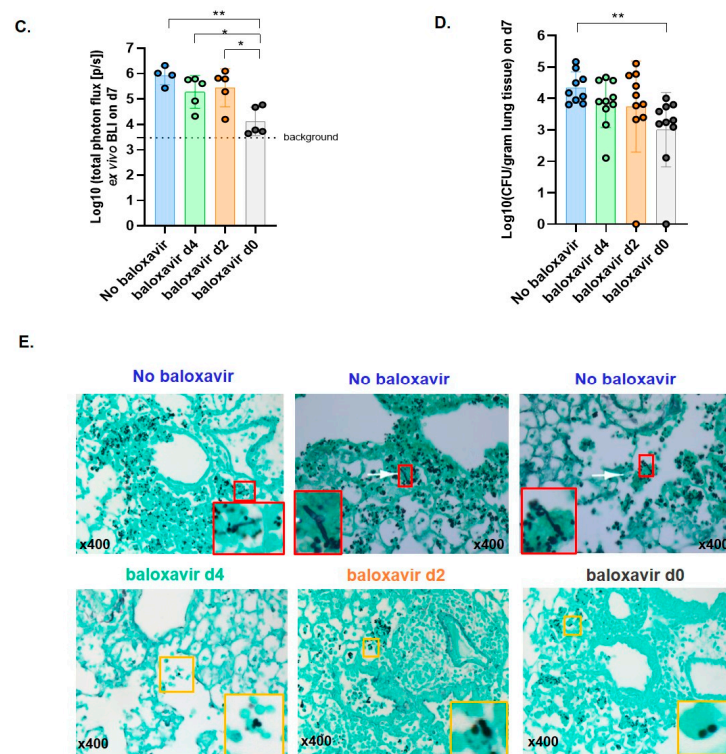 C.
**
*
*
Log10 (total photon flux [p/s])
ex vivo BLI on d7
7
6
5
4
3
2
1
0
background
No baloxavir
baloxavir d4
baloxavir d2
baloxavir d0
D.
**
Log10(CFU/gram lung tissue) on d7
6
5
4
3
2
1
0
No baloxavir
baloxavir d4
baloxavir d2
baloxavir d0
E.
No baloxavir
No baloxavir
No baloxavir
x400
x400
x400
baloxavir d4
baloxavir d2
baloxavir d0
x400
x400
x400